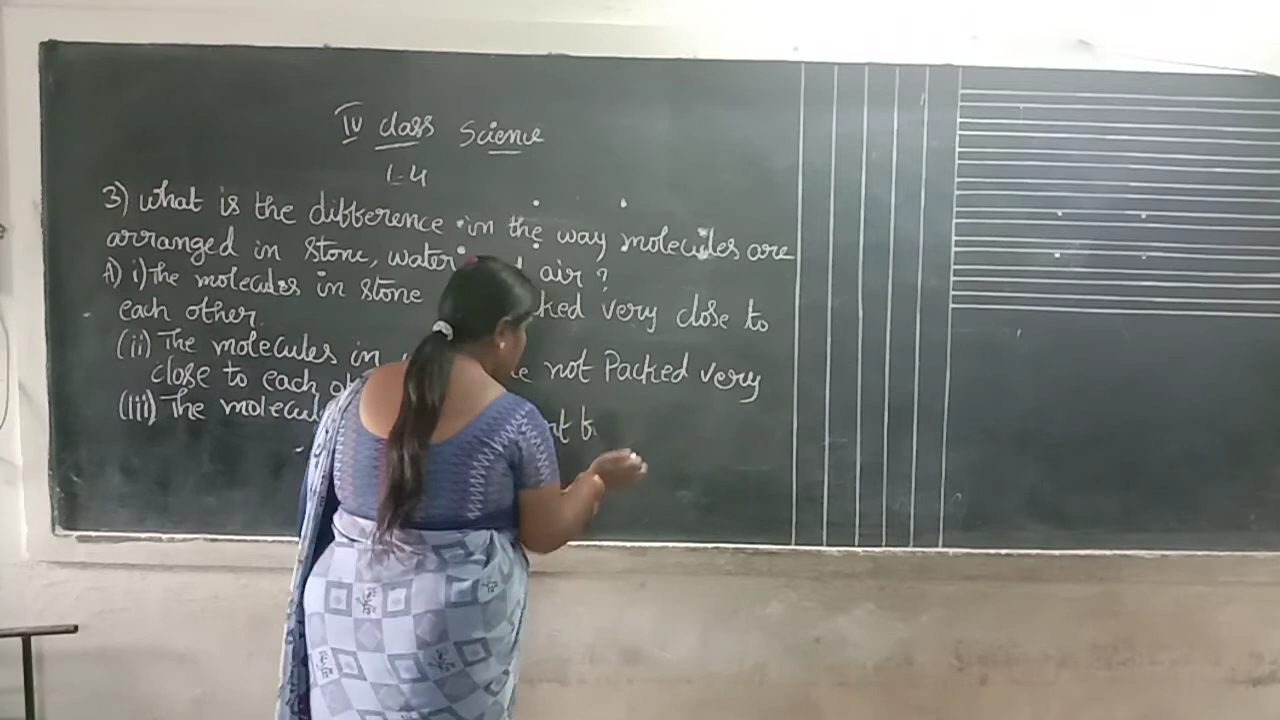 IV class Science
L-4
3) what is the difference in the way molecules are
arranged in stone, water air ?
A) i) The molecules in stone ked very close to
each other.
(ii) The molecules in not Packed very
close to each
(iii) The